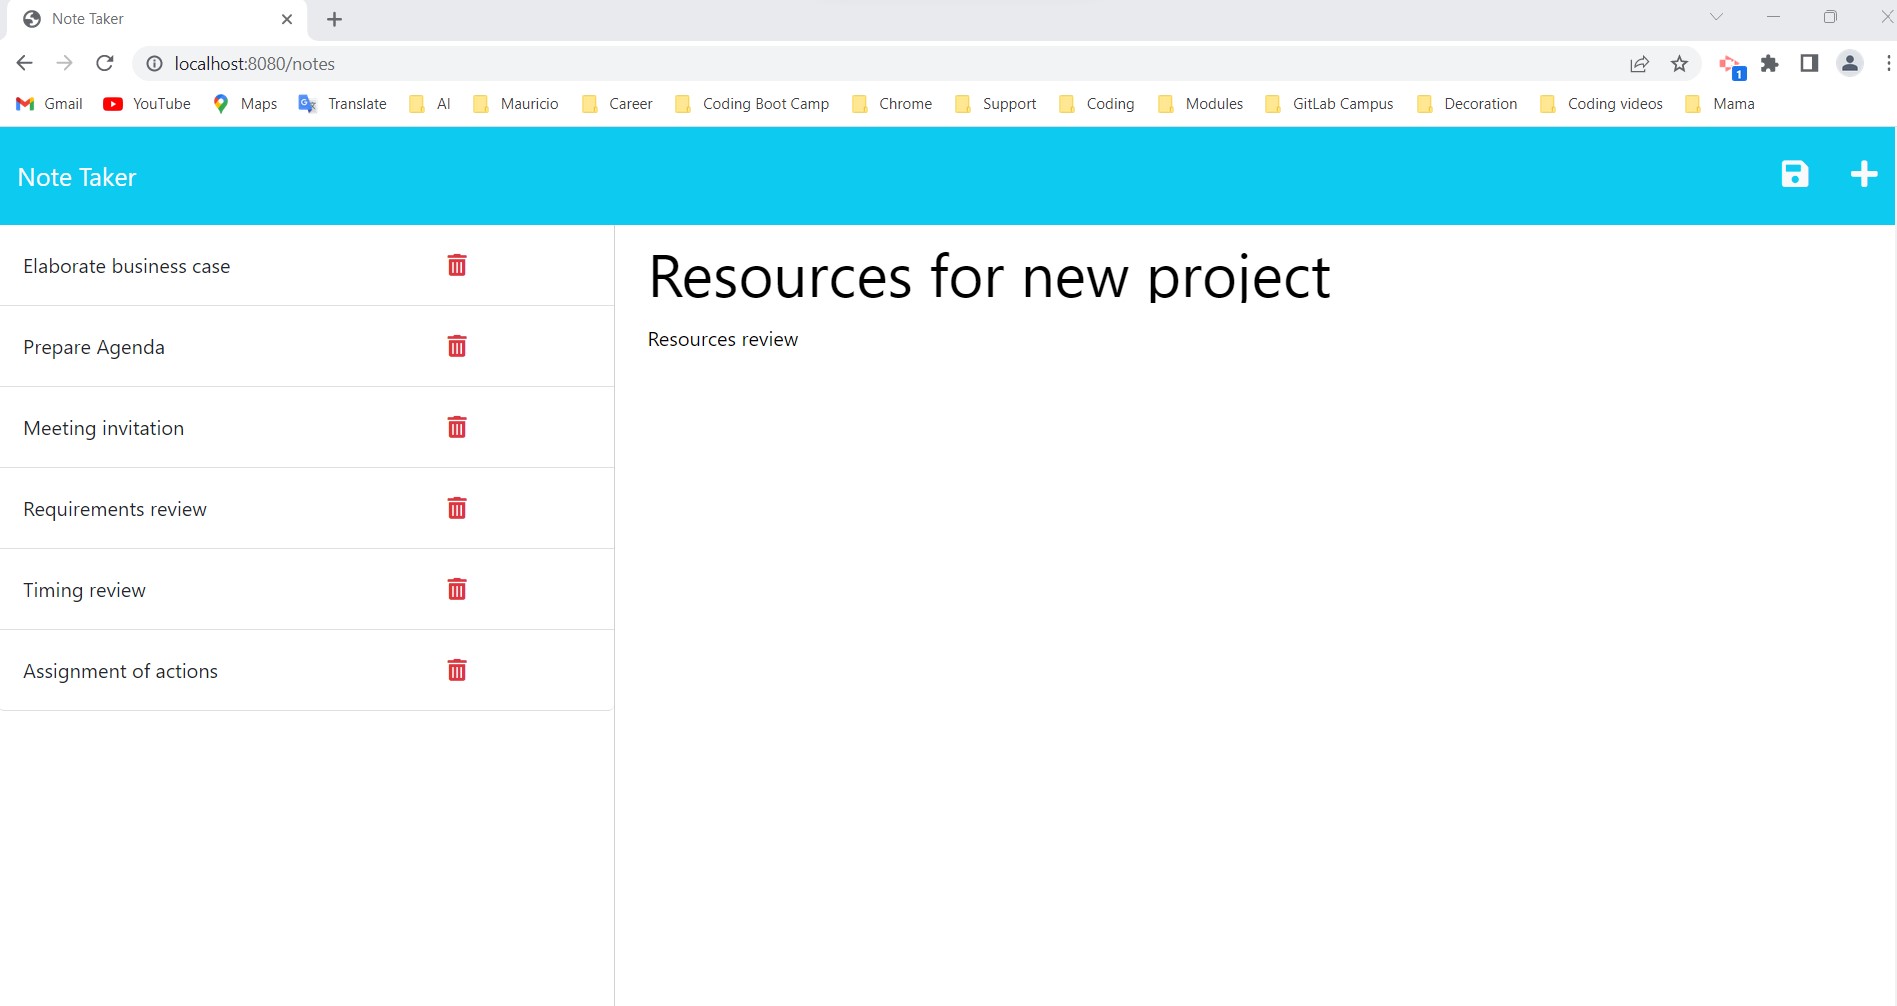 Note Taker
localhost:8080/notes
1
Gmail YouTube Maps Translate AI Mauricio Career Coding Boot Camp Chrome Support Coding Modules GitLab Campus Decoration Coding videos Mama
Note Taker
Elaborate business case
Prepare Agenda
Meeting invitation
Requirements review
Timing review
Assignment of actions
Resources for new project
Resources review